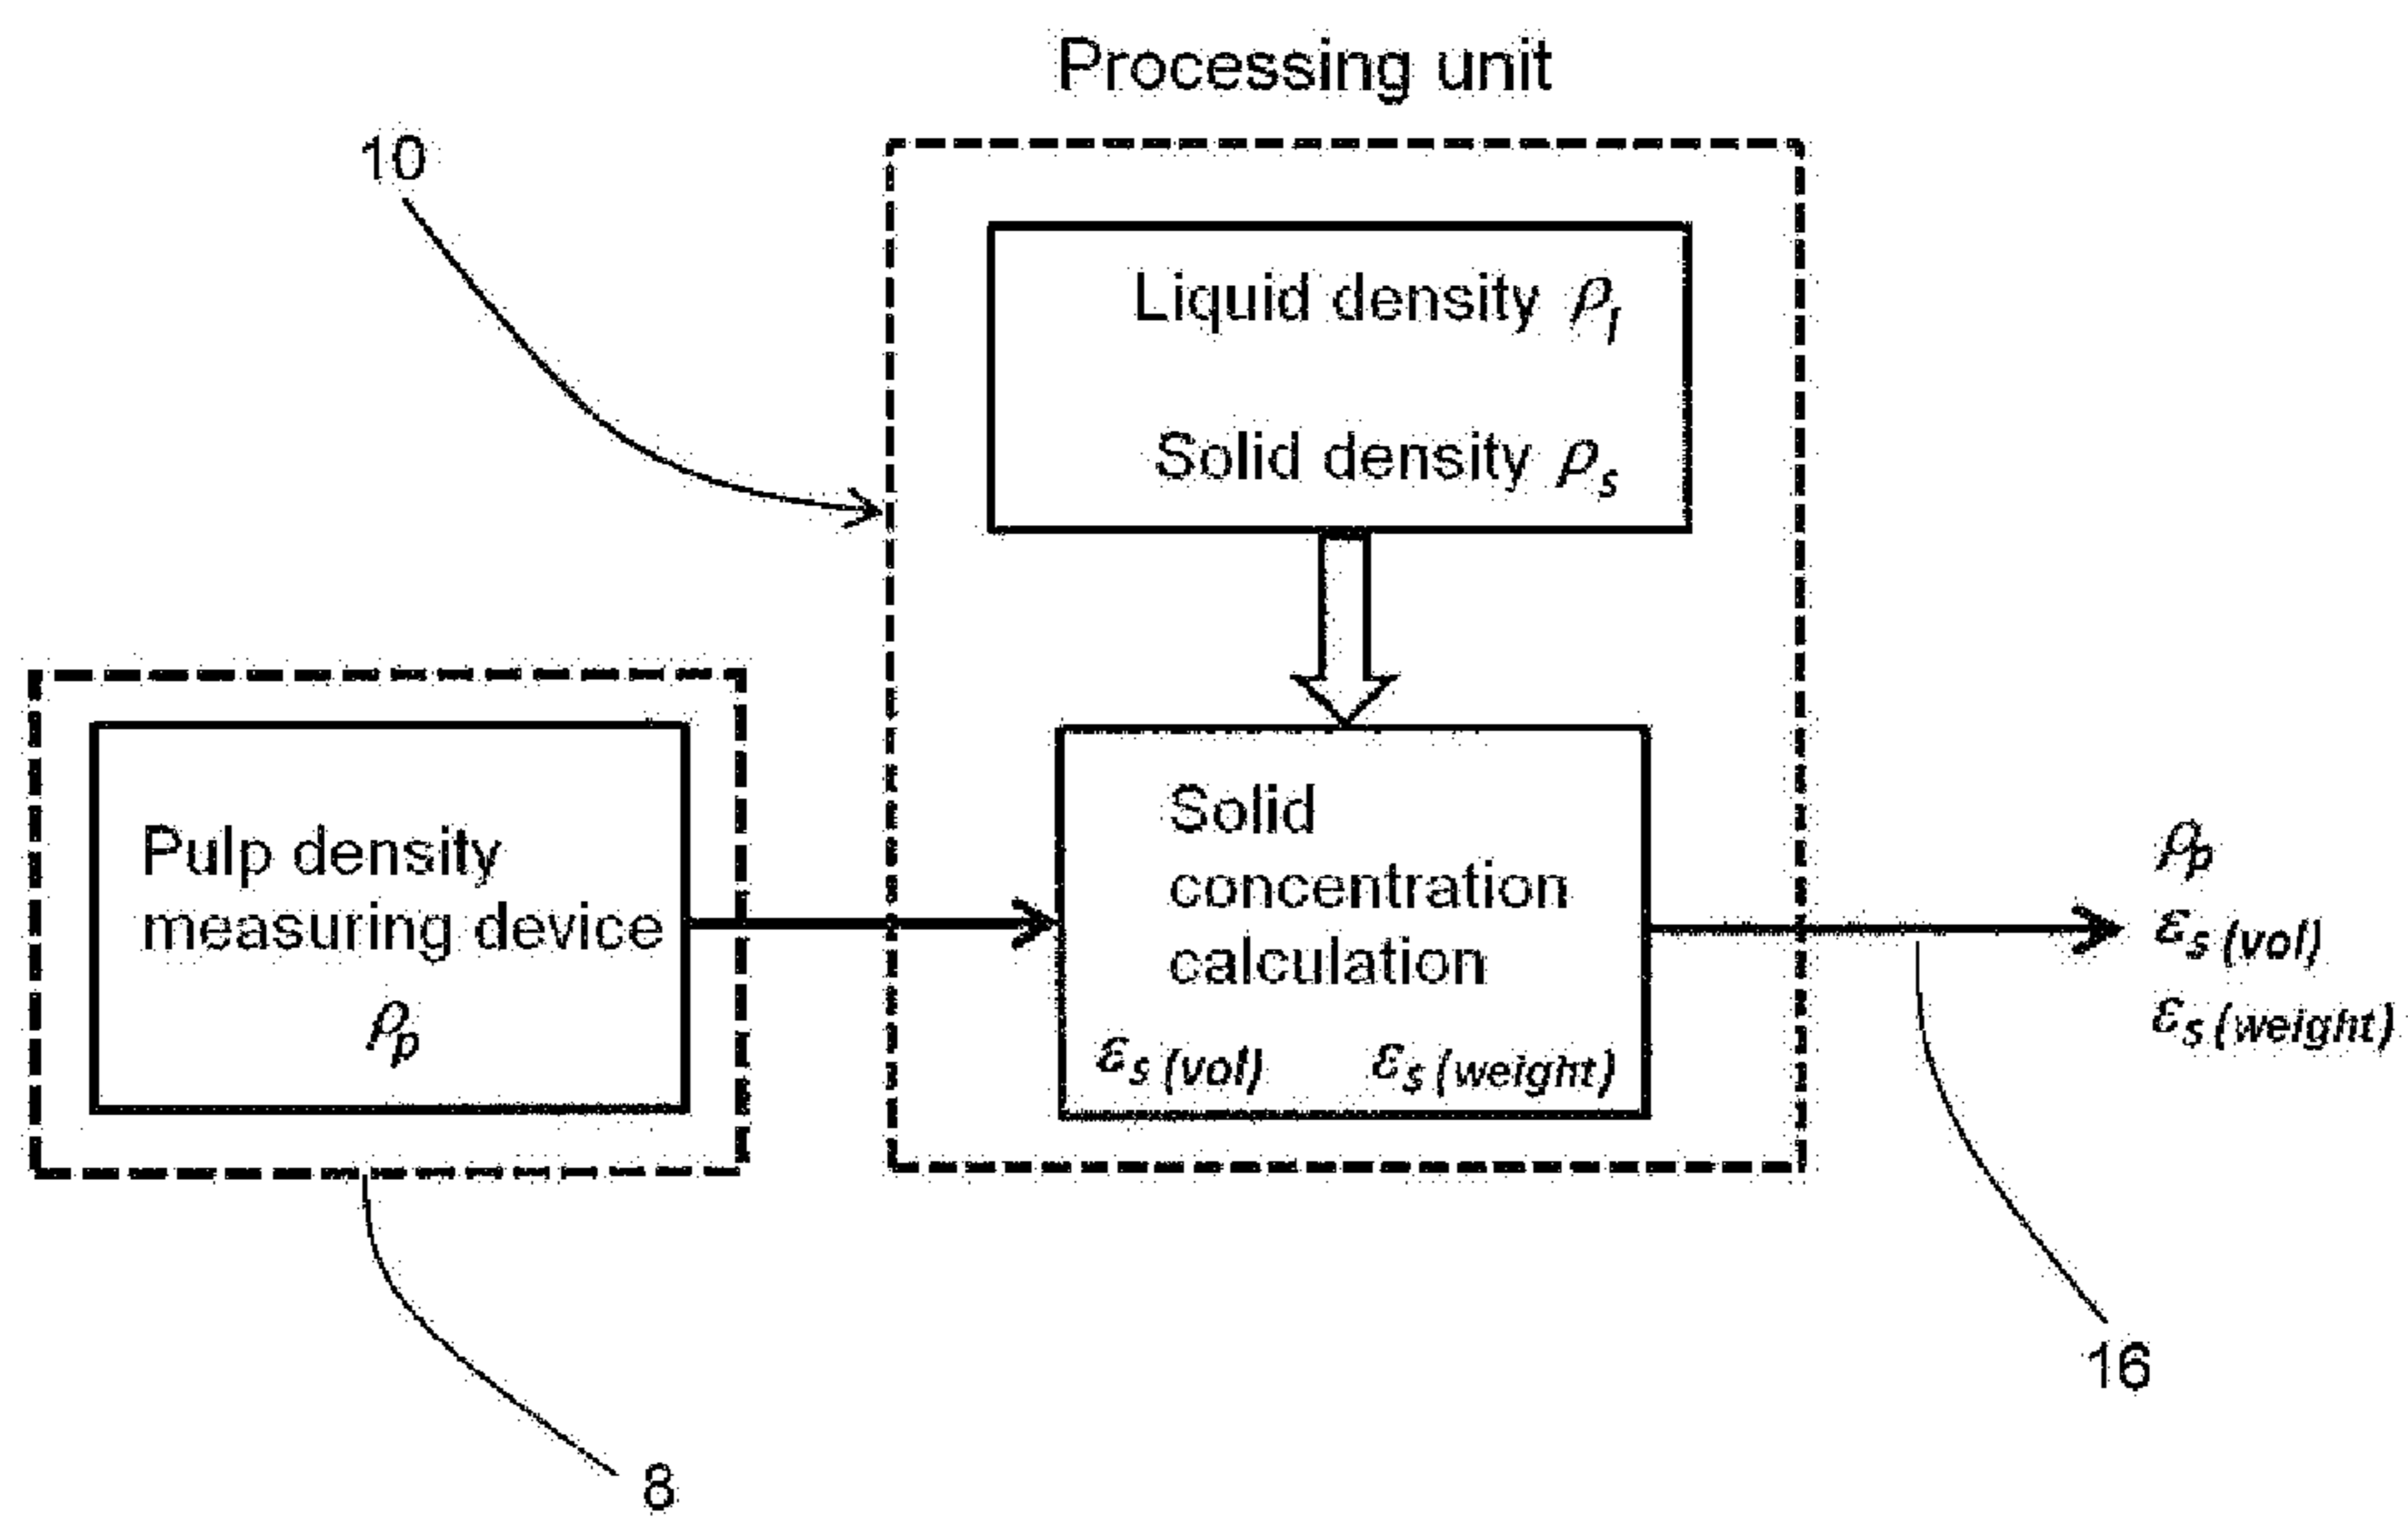 Processing unit
10
Liquid density ρl
Solid density ρs
Pulp density
measuring device
ρp
Solid
concentration
calculation
εs (vol) εs (weight)
ρp
εs (vol)
εs (weight)
16
8